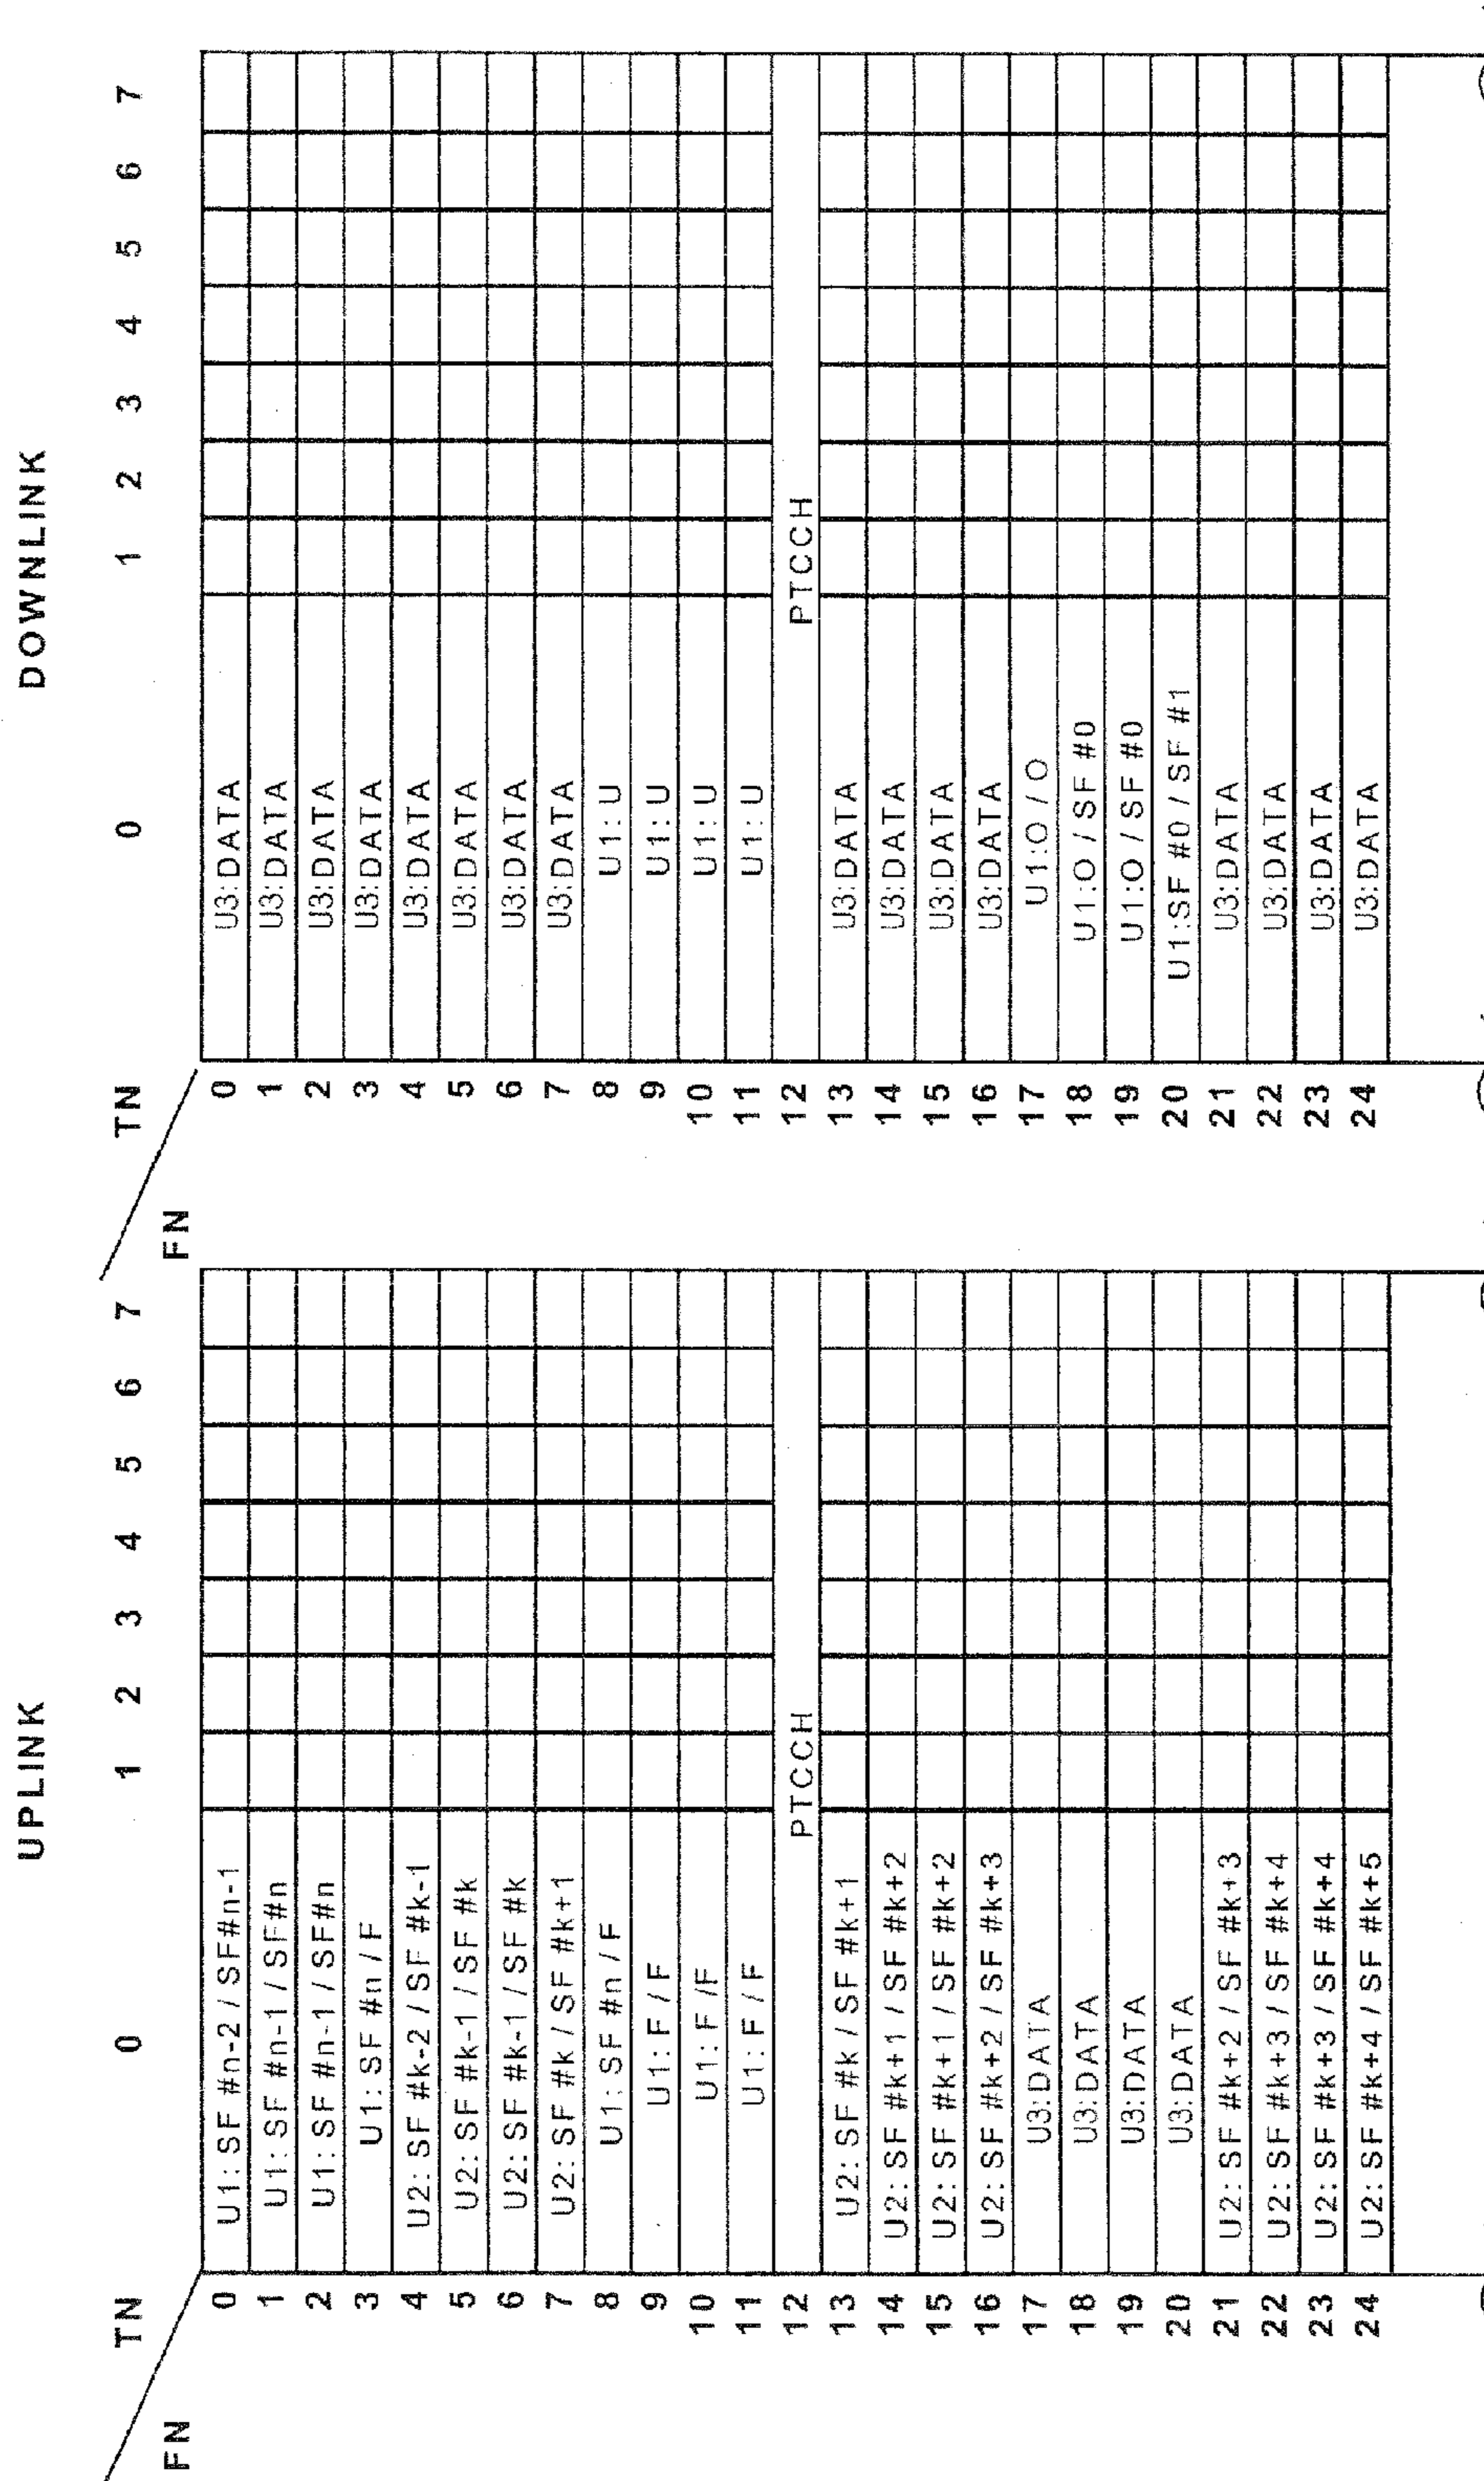 UPLINK
TN 0 1 2 3 4 5 6 7
FN
0 U1: SF #n-2 / SF#n-1
1 U1: SF #n-1 / SF#n
2 U1: SF #n-1 / SF#n
3 U1: SF #n / F
4 U2: SF #k-2 / SF #k-1
5 U2: SF #k-1 / SF #k
6 U2: SF #k-1 / SF #k
7 U2: SF #k / SF #k+1
8 U1: SF #n / F
9 U1: F / F
10 U1: F /F
11 U1: F / F
12 PTCCH
13 U2: SF #k / SF #k+1
14 U2: SF #k+1 / SF #k+2
15 U2: SF #k+1 / SF #k+2
16 U2: SF #k+2 / SF #k+3
17 U3:DATA
18 U3:DATA
19 U3:DATA
20 U3:DATA
21 U2: SF #k+2 / SF #k+3
22 U2: SF #k+3 / SF #k+4
23 U2: SF #k+3 / SF #k+4
24 U2: SF #k+4 / SF #k+5
DOWNLINK
TN 0 1 2 3 4 5 6 7
FN
0 U3:DATA
1 U3:DATA
2 U3:DATA
3 U3:DATA
4 U3:DATA
5 U3:DATA
6 U3:DATA
7 U3:DATA
8 U1: U
9 U1: U
10 U1: U
11 U1: U
12 PTCCH
13 U3:DATA
14 U3:DATA
15 U3:DATA
16 U3:DATA
17 U1:O / O
18 U1:O / SF #0
19 U1:O / SF #0
20 U1:SF #0 / SF #1
21 U3:DATA
22 U3:DATA
23 U3:DATA
24 U3:DATA